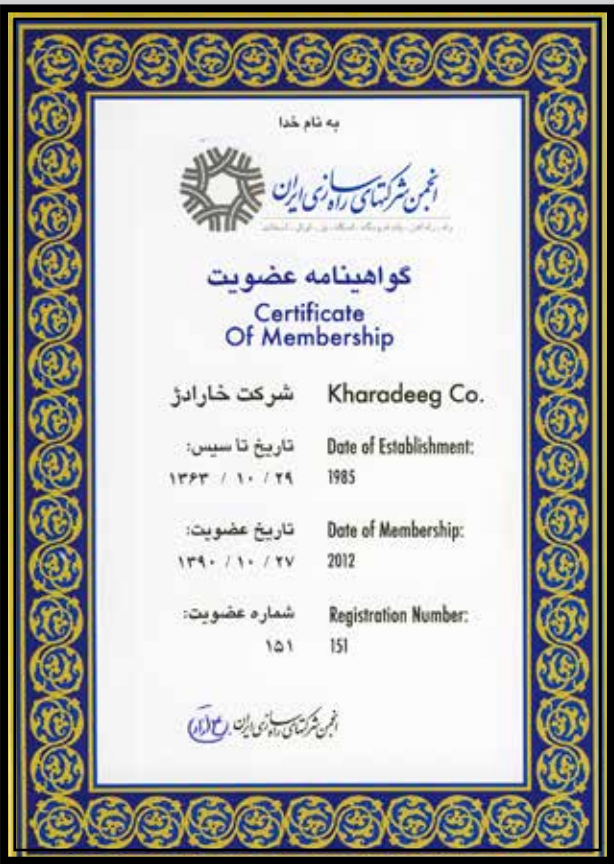 به نام خدا
انجمن شرکتهای راه سازی ایران
گواهینامه عضویت
Certificate
Of Membership
شرکت خارادژ Kharadeeg Co.
تاریخ تا سیس: Date of Establishment:
۱۳۶۳ / ۱۰ / ۲۹ 1985
تاریخ عضویت: Date of Membership:
۱۳۹۰ / ۱۰ / ۲۷ 2012
شماره عضویت: Registration Number:
۱۵۱ 151
انجمن شرکتهای راه سازی ایران